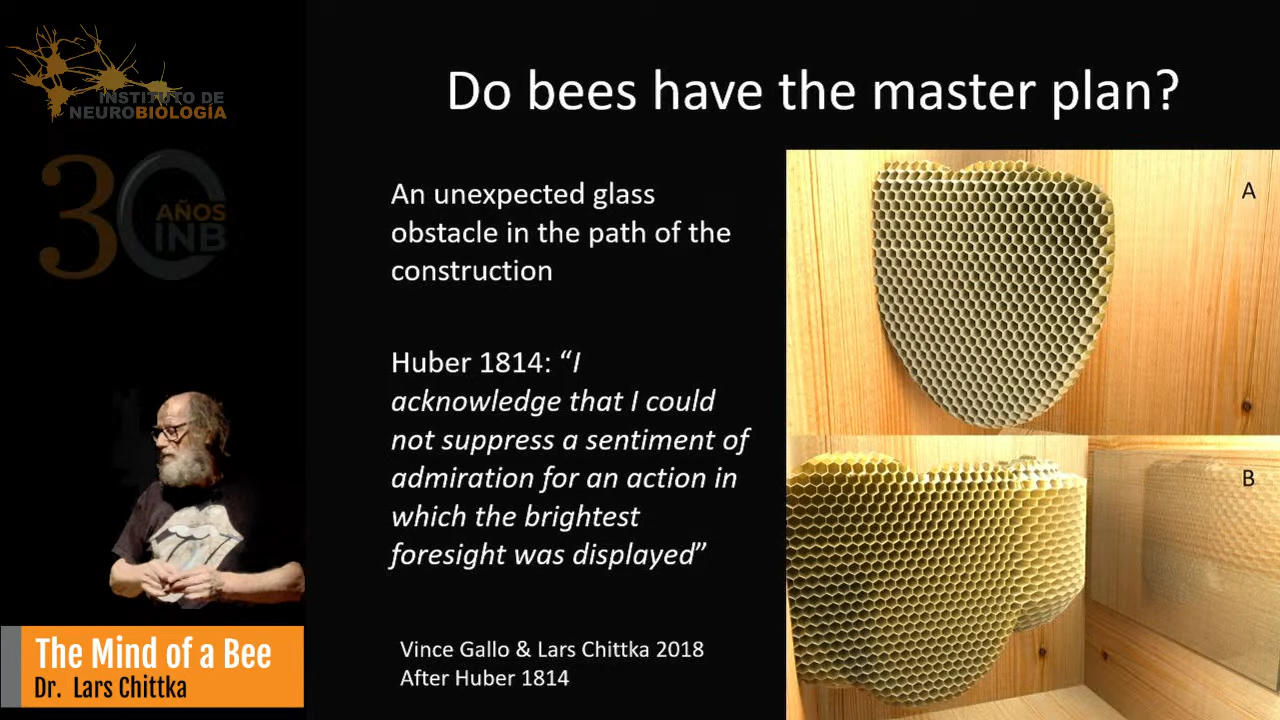 INSTITUTO DE
NEUROBIOLOGÍA
30
AÑOS
INB
Do bees have the master plan?
An unexpected glass
obstacle in the path of the
construction
Huber 1814: “I
acknowledge that I could
not suppress a sentiment of
admiration for an action in
which the brightest
foresight was displayed”
Vince Gallo & Lars Chittka 2018
After Huber 1814
A
B
The Mind of a Bee
Dr. Lars Chittka